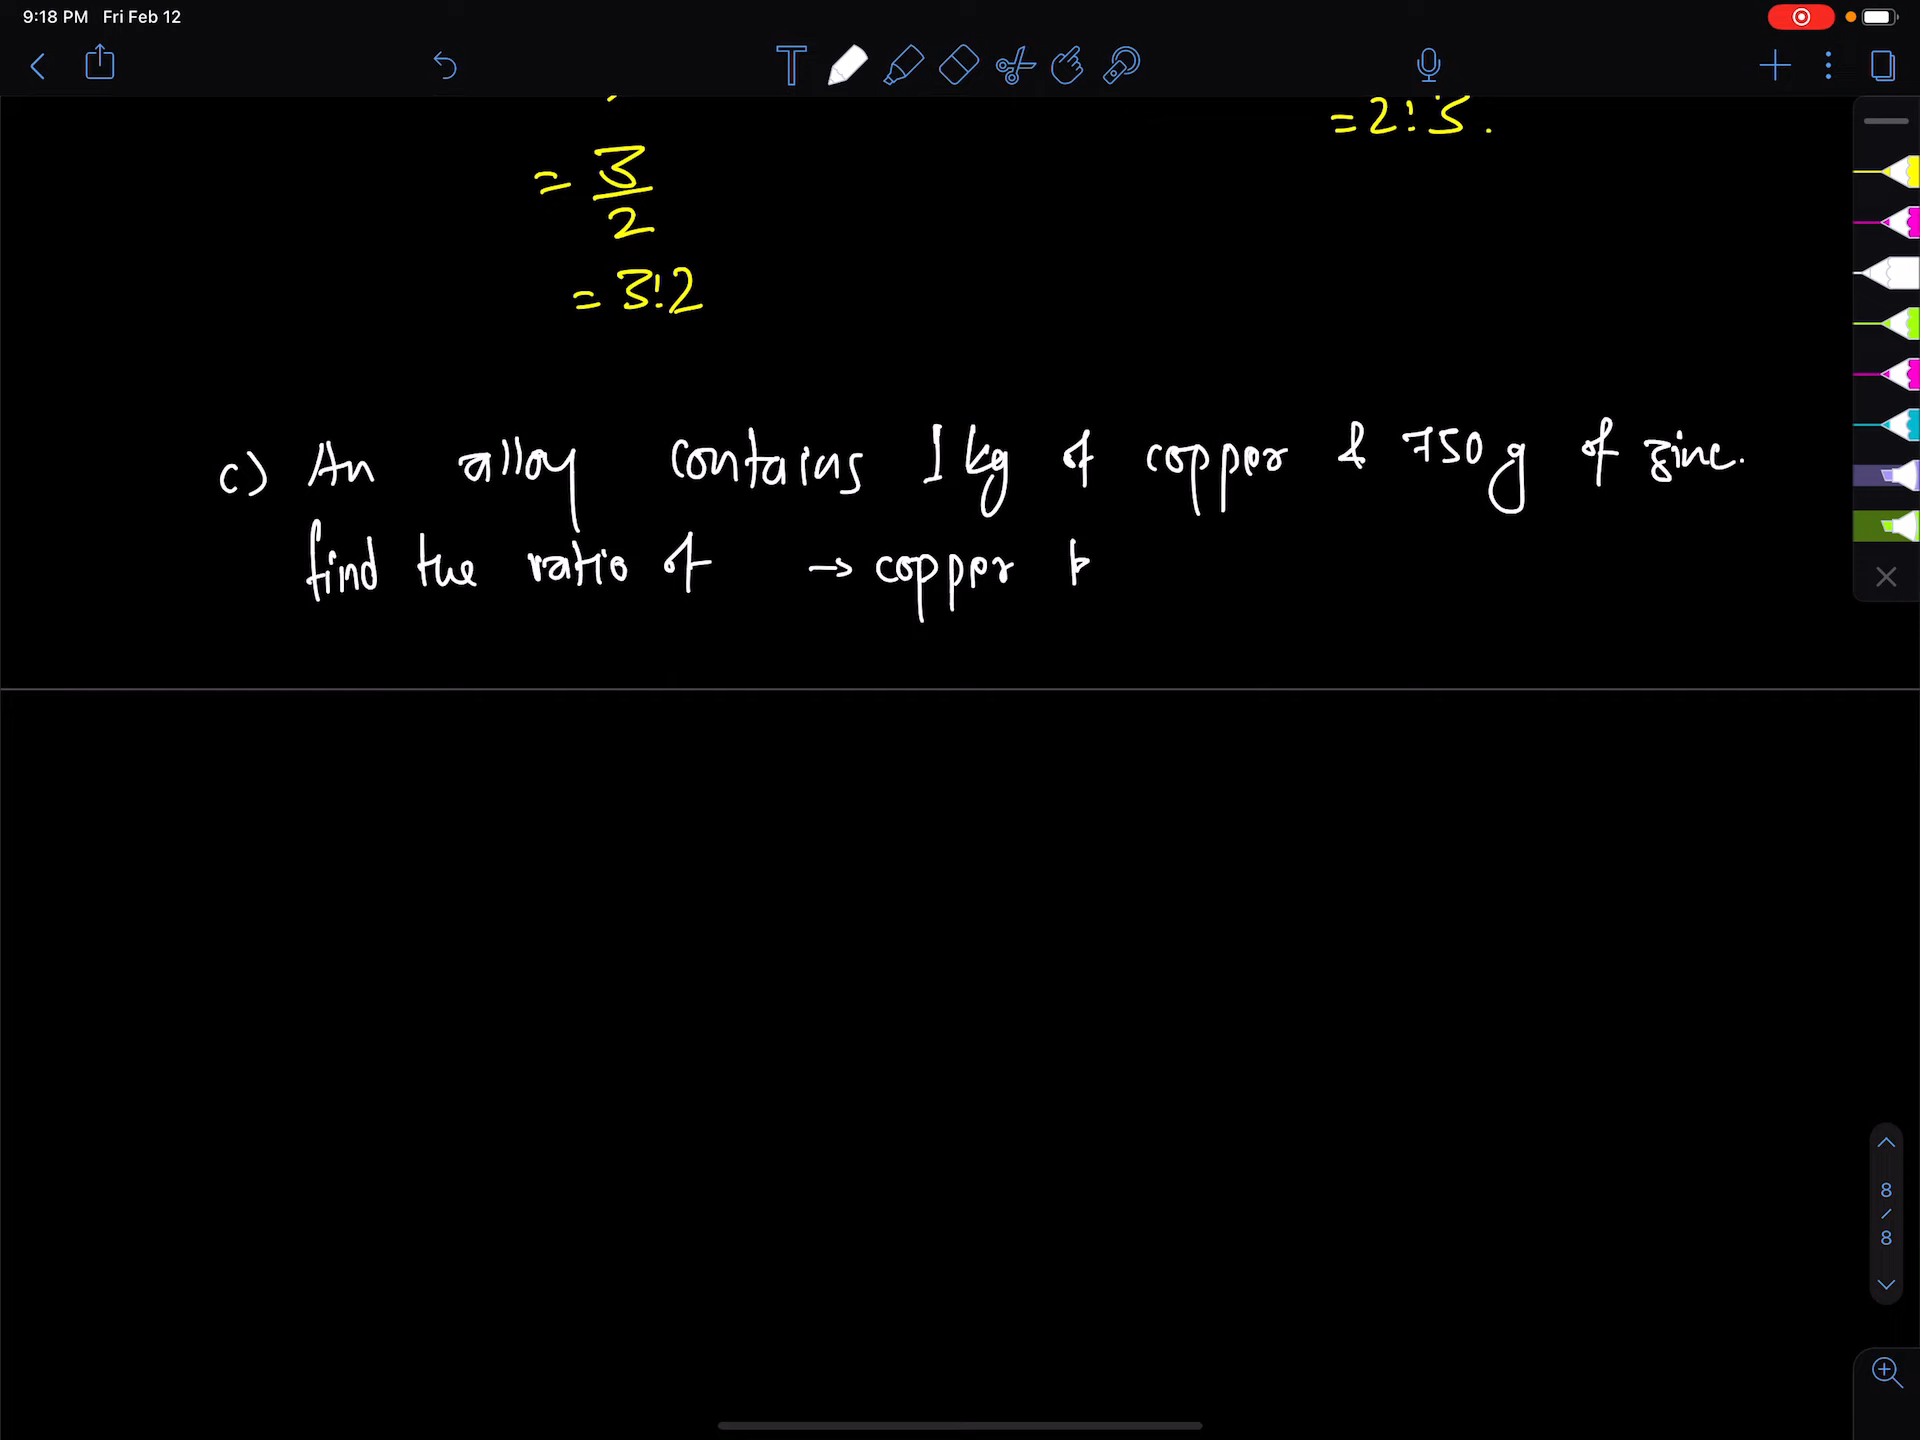 9:18 PM Fri Feb 12
= 2:5.
= 3/2
= 3:2
c) An alloy contains 1 kg of copper & 750 g of zinc.
find the ratio of → copper
8
/
8